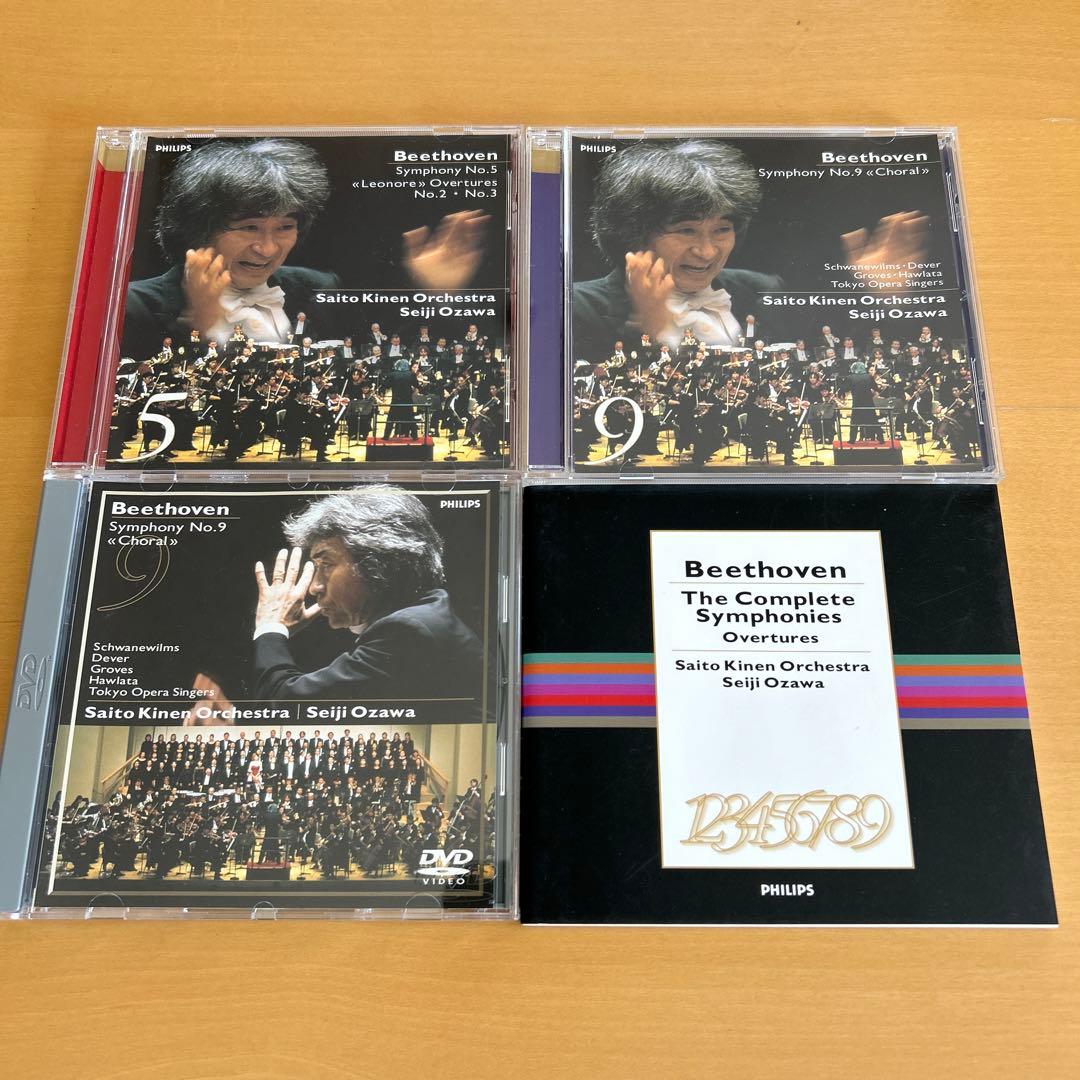 PHILIPS
Beethoven
Symphony No.5
«Leonore» Overtures
No.2 • No.3
Saito Kinen Orchestra
Seiji Ozawa
5
PHILIPS
Beethoven
Symphony No.9 «Choral»
Schwanewilms • Dever
Groves • Hawlata
Tokyo Opera Singers
Saito Kinen Orchestra
Seiji Ozawa
9
Beethoven
PHILIPS
Symphony No.9
«Choral»
9
Schwanewilms
Dever
Groves
Hawlata
Tokyo Opera Singers
Saito Kinen Orchestra | Seiji Ozawa
DVD
VIDEO
DVD
Beethoven
The Complete
Symphonies
Overtures
Saito Kinen Orchestra
Seiji Ozawa
123456789
PHILIPS